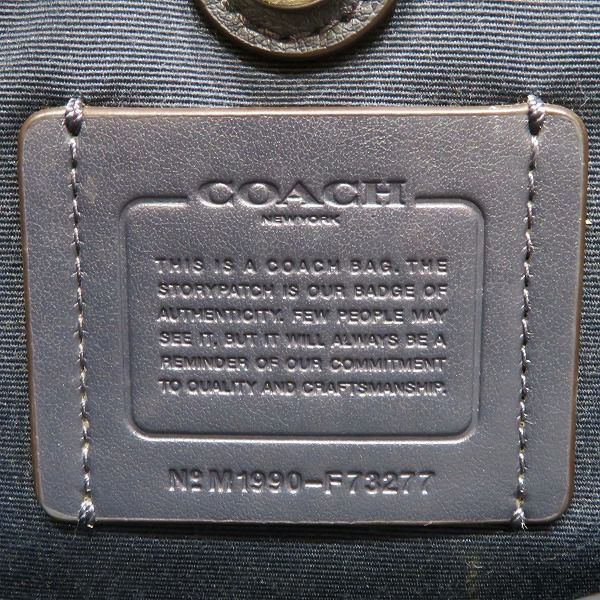 COACH
NEW YORK
THIS IS A COACH BAG. THE
STORYPATCH IS OUR BADGE OF
AUTHENTICITY. FEW PEOPLE MAY
SEE IT, BUT IT WILL ALWAYS BE A
REMINDER OF OUR COMMITMENT
TO QUALITY AND CRAFTSMANSHIP.
No M1990-F73277